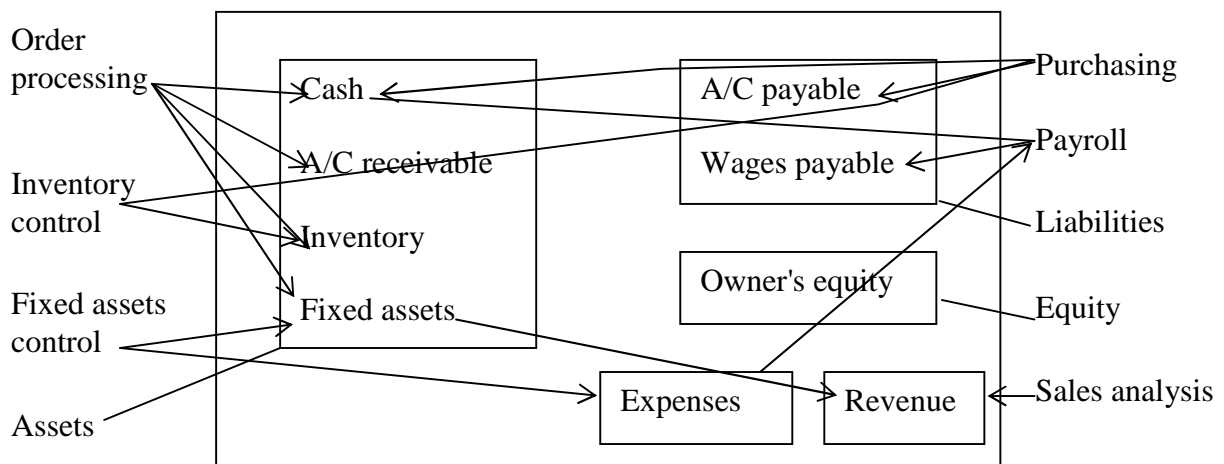 Order
processing
Cash
A/C payable
Purchasing
A/C receivable
Wages payable
Payroll
Inventory
control
Inventory
Liabilities
Fixed assets
control
Fixed assets
Owner's equity
Equity
Assets
Expenses
Revenue
Sales analysis